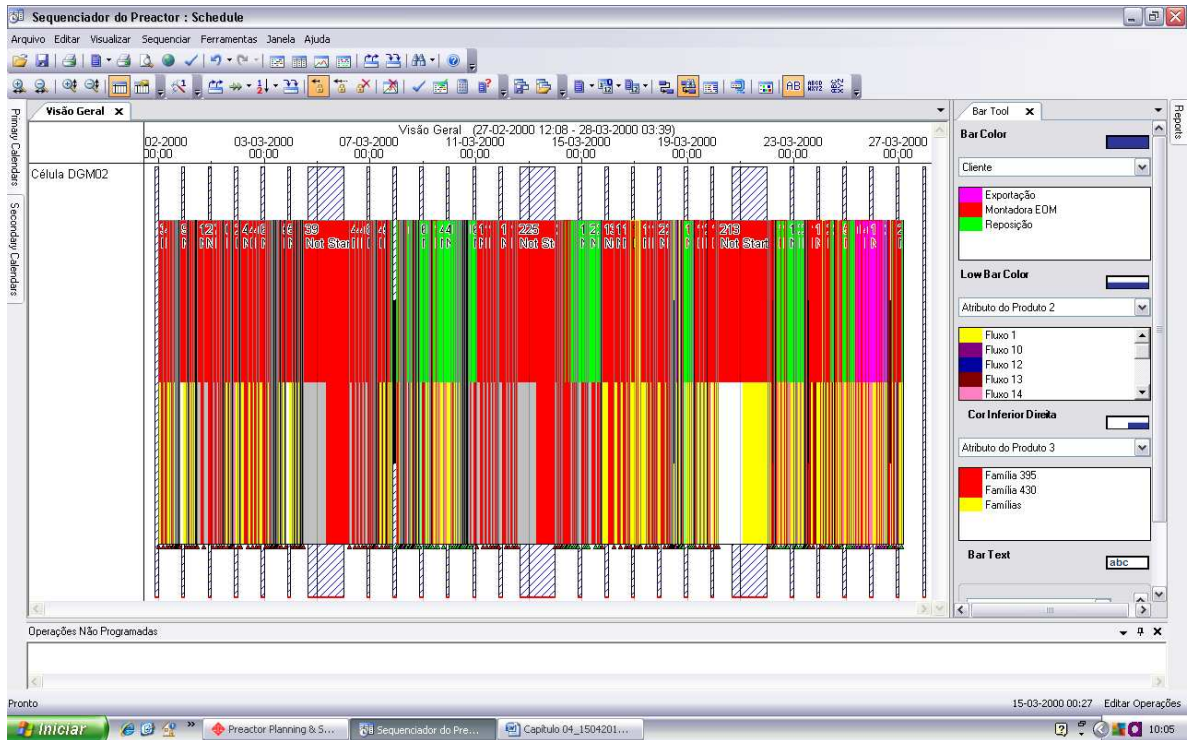 Sequenciador do Preactor : Schedule
Arquivo Editar Visualizar Sequenciar Ferramentas Janela Ajuda
AB
Primary Calendars
Secondary Calendars
Visão Geral X
Visão Geral (27-02-2000 12:08 - 28-03-2000 03:39)
02-2000 03-03-2000 07-03-2000 11-03-2000 15-03-2000 19-03-2000 23-03-2000 27-03-2000
00:00 00:00 00:00 00:00 00:00 00:00 00:00 00:00
Célula DGM02
39 225 213
Not Star Not St Not Start
Bar Tool X
Reports
Bar Color
Cliente
Exportação
Montadora EOM
Reposição
Low Bar Color
Atributo do Produto 2
Fluxo 1
Fluxo 10
Fluxo 12
Fluxo 13
Fluxo 14
Cor Inferior Direita
Atributo do Produto 3
Família 395
Família 430
Famílias
Bar Text
abc
Operações Não Programadas
Pronto
15-03-2000 00:27 Editar Operações
Iniciar
Preactor Planning & S...
Sequenciador do Pre...
Capítulo 04_1504201...
10:05